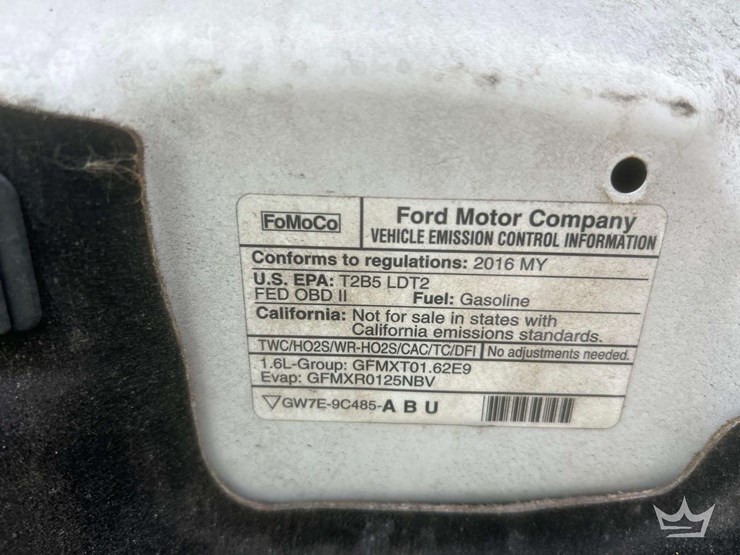 FoMoCo
Ford Motor Company
VEHICLE EMISSION CONTROL INFORMATION
Conforms to regulations: 2016 MY
U.S. EPA: T2B5 LDT2
FED OBD II Fuel: Gasoline
California: Not for sale in states with
California emissions standards.
TWC/HO2S/WR-HO2S/CAC/TC/DFI No adjustments needed.
1.6L-Group: GFMXT01.62E9
Evap: GFMXR0125NBV
GW7E-9C485-A B U